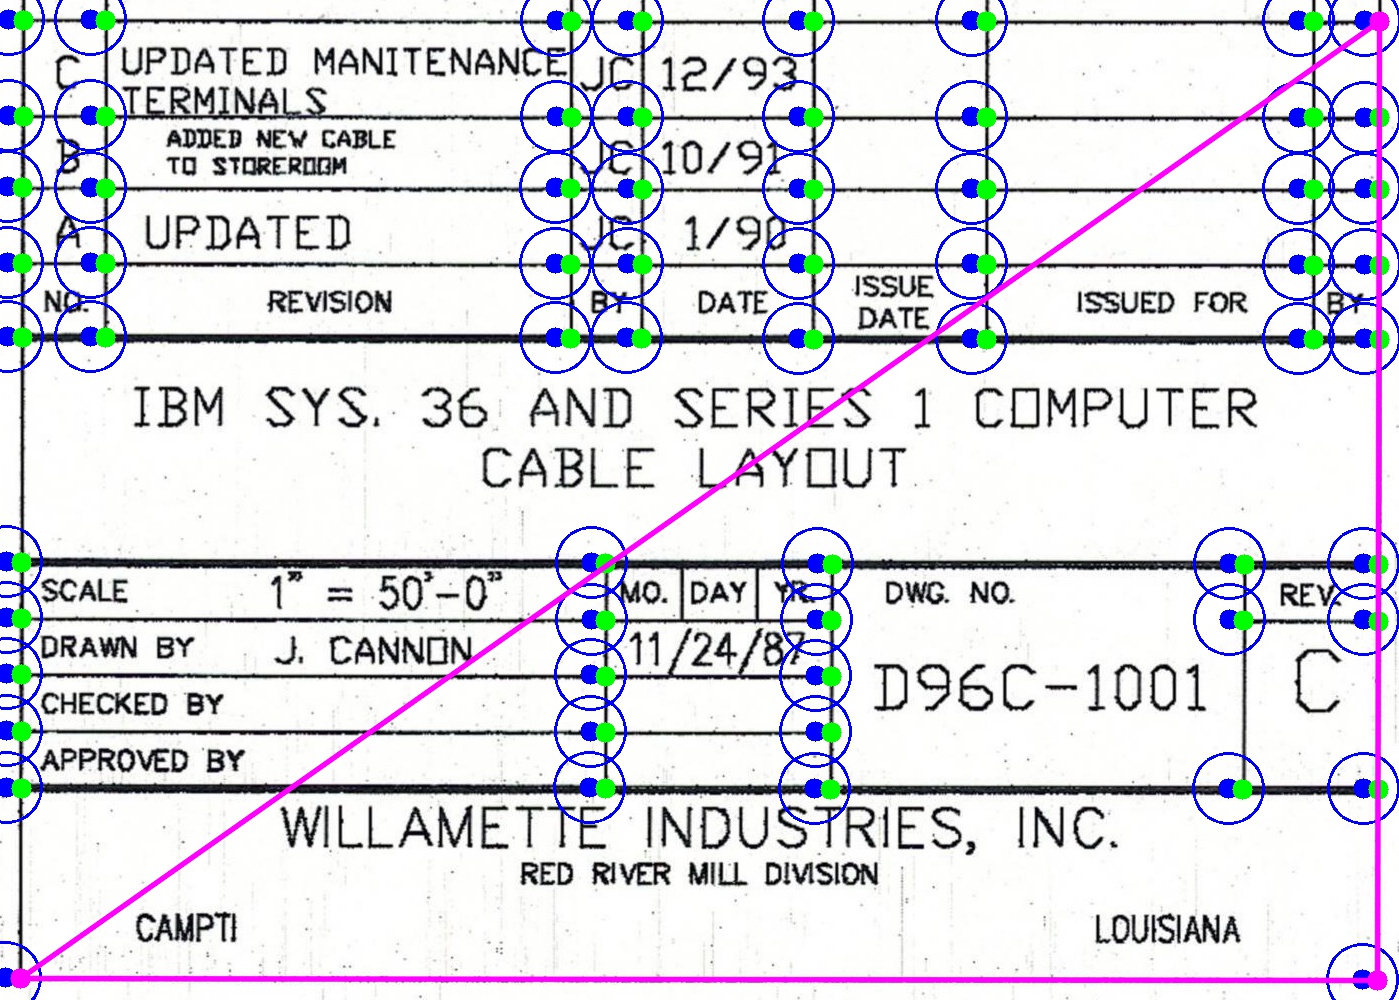 C UPDATED MANITENANCE TERMINALS JC 12/93
B ADDED NEW CABLE TO STOREROOM JC 10/91
A UPDATED JC 1/90
NO. REVISION BY DATE ISSUE DATE ISSUED FOR BY
IBM SYS. 36 AND SERIES 1 COMPUTER
CABLE LAYOUT
SCALE 1" = 50'-0" MO. DAY YR. DWG. NO. REV.
DRAWN BY J. CANNON 11/24/87
D96C-1001 C
CHECKED BY
APPROVED BY
WILLAMETTE INDUSTRIES, INC.
RED RIVER MILL DIVISION
CAMPTI LOUISIANA